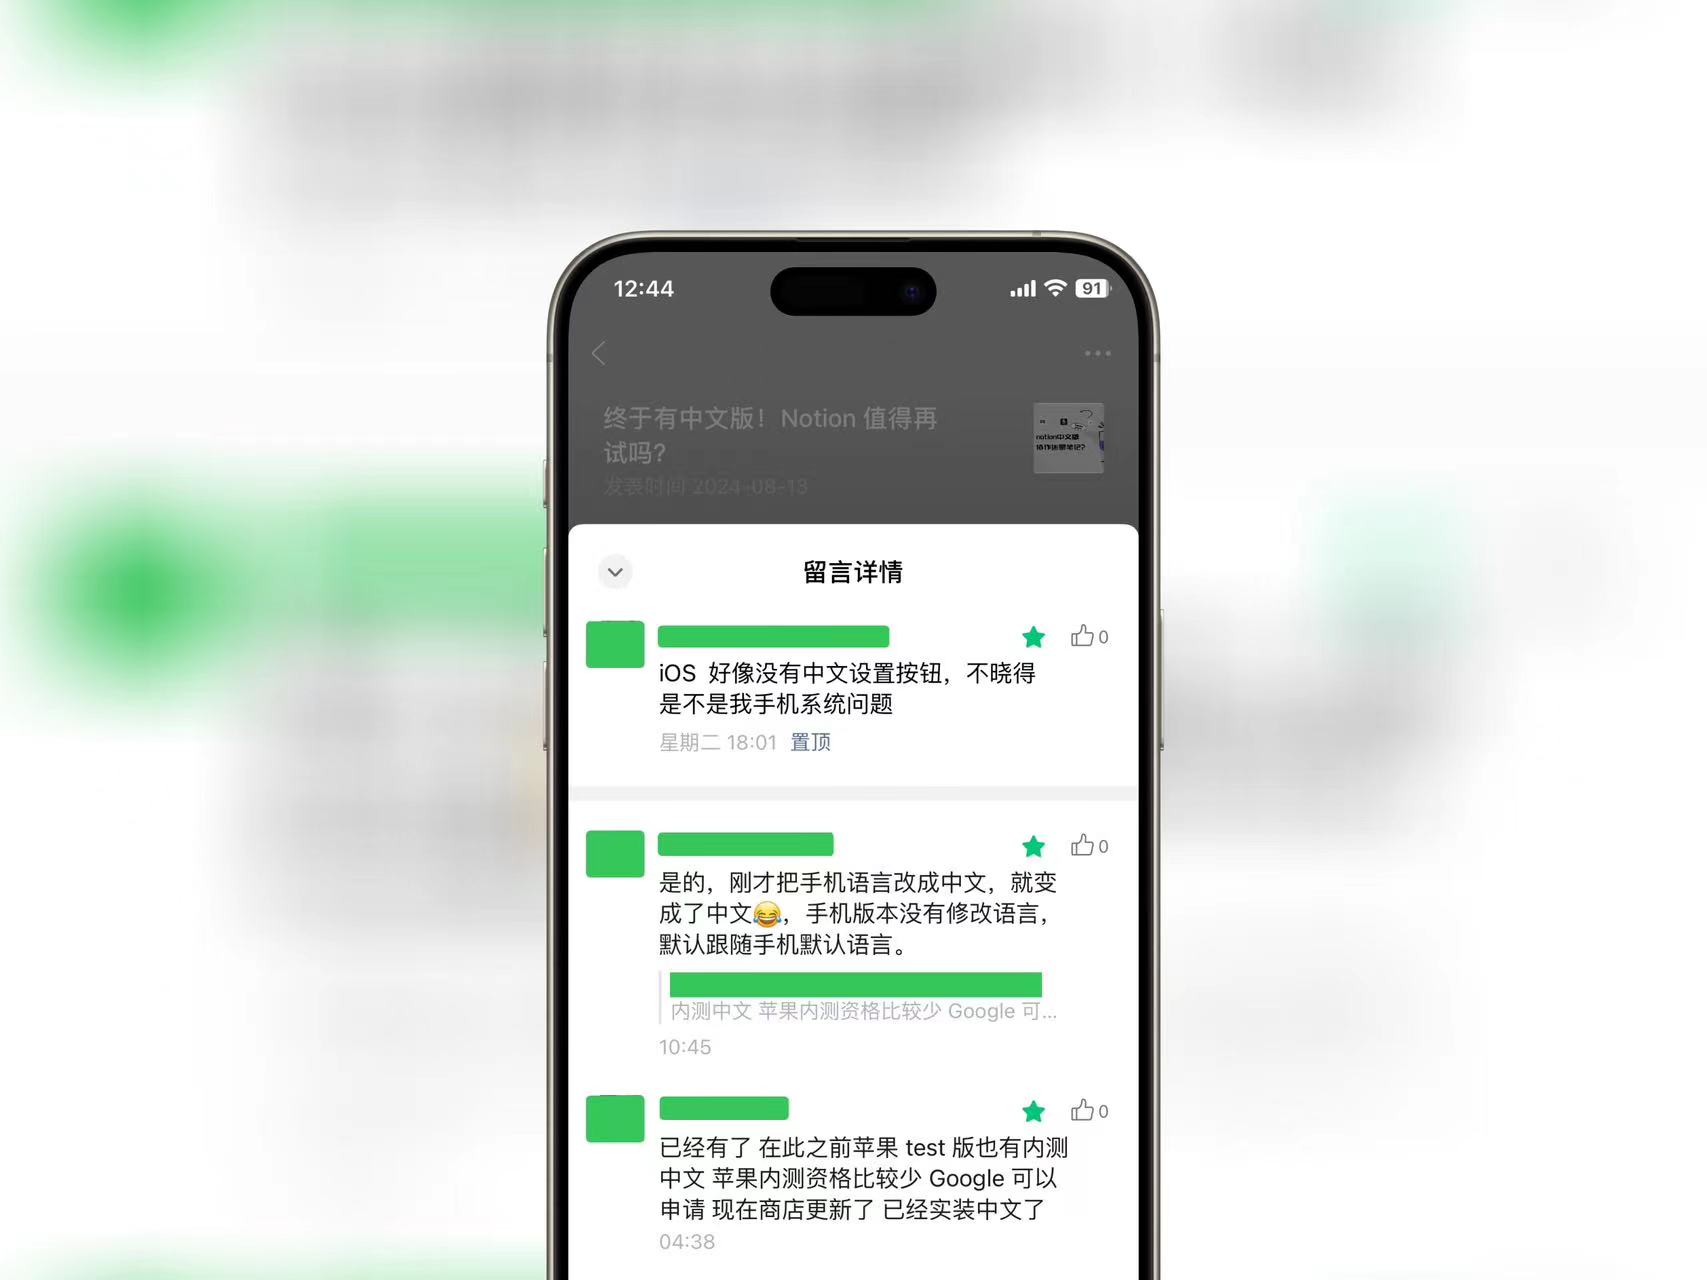 12:44
91
终于有中文版！Notion 值得再
试吗？
发表时间 2024-08-13
notion中文版
留言详情
0
iOS 好像没有中文设置按钮，不晓得
是不是我手机系统问题
星期二 18:01 置顶
0
是的，刚才把手机语言改成中文，就变
成了中文😂，手机版本没有修改语言，
默认跟随手机默认语言。
内测中文 苹果内测资格比较少 Google 可...
10:45
0
已经有了 在此之前苹果 test 版也有内测
中文 苹果内测资格比较少 Google 可以
申请 现在商店更新了 已经实装中文了
04:38